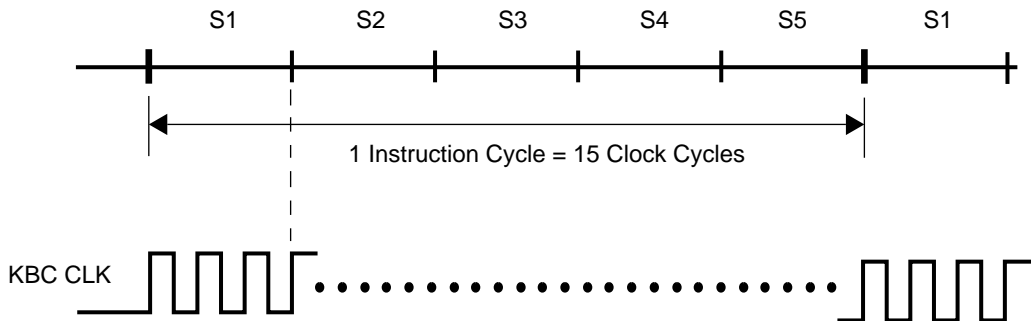 S1 S2 S3 S4 S5 S1
1 Instruction Cycle = 15 Clock Cycles
KBC CLK